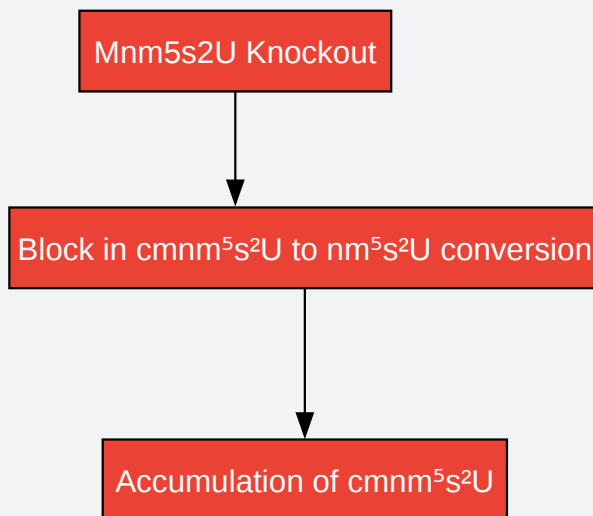 Mnm5s2U Knockout
Block in cmnm⁵s²U to nm⁵s²U conversion
Accumulation of cmnm⁵s²U